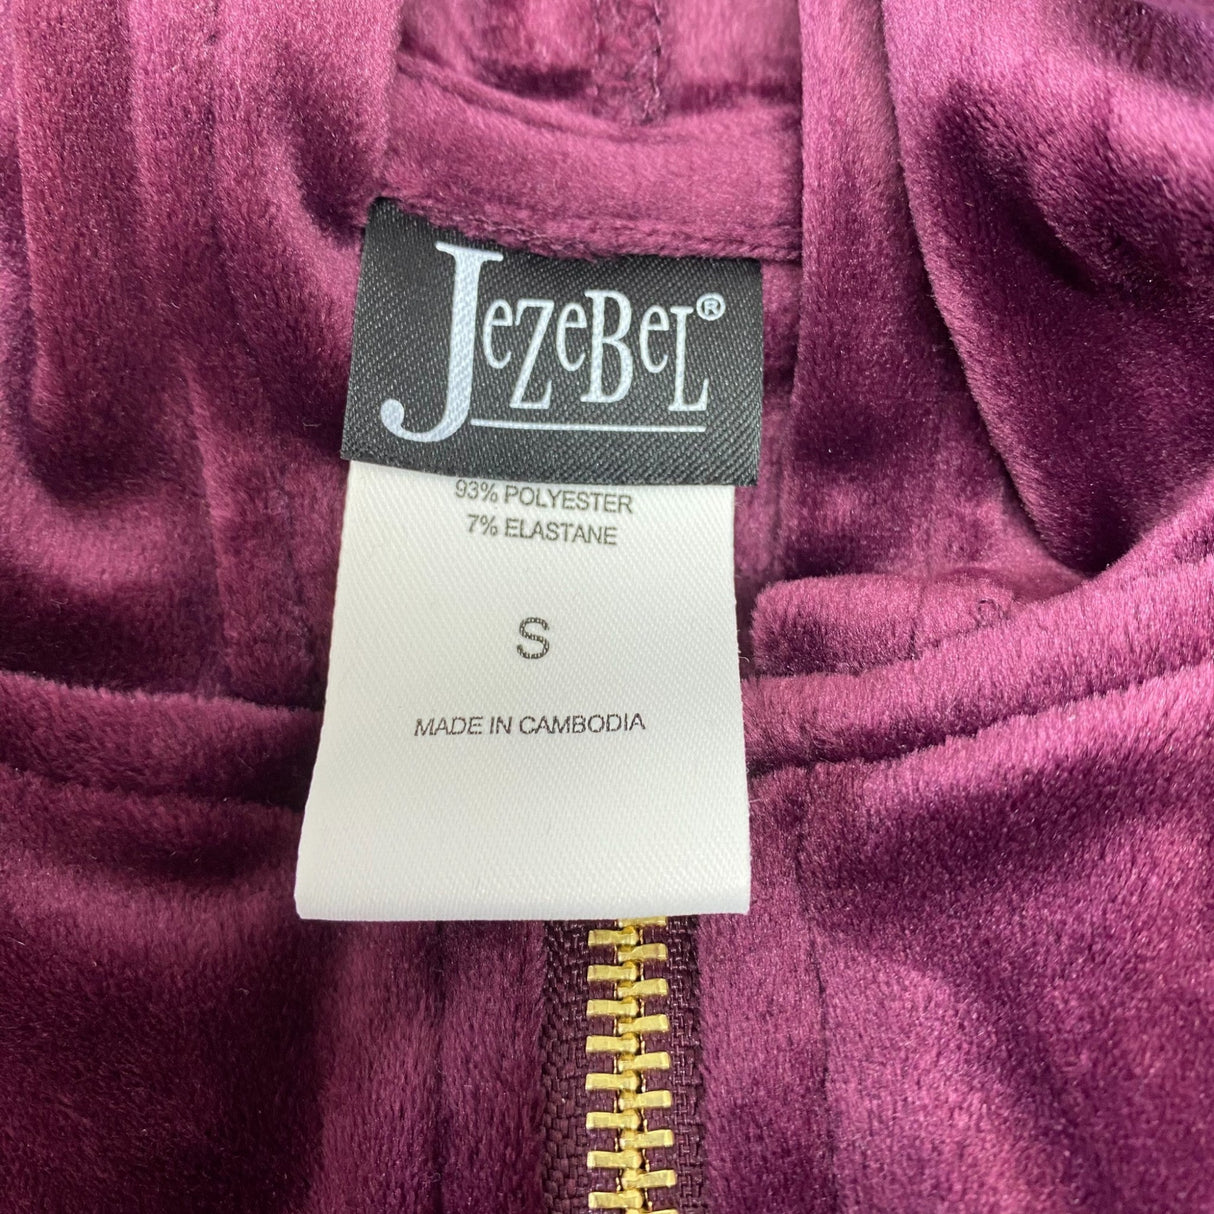 JeZeBeL®
93% POLYESTER
7% ELASTANE
S
MADE IN CAMBODIA